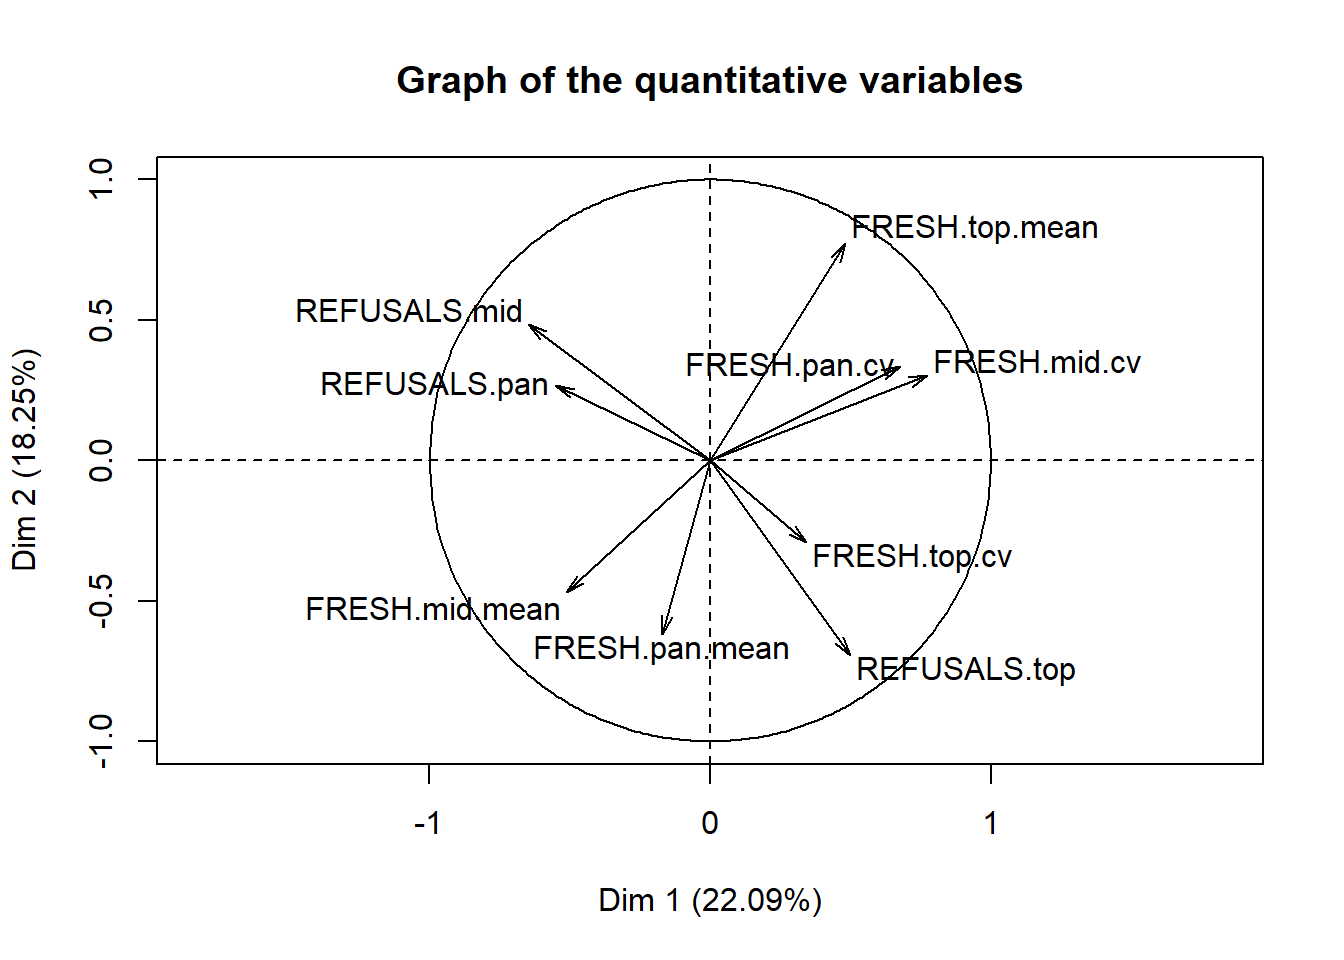 Graph of the quantitative variables
1.0
0.5
0.0
-0.5
-1.0
Dim 2 (18.25%)
FRESH.top.mean
REFUSALS.mid
FRESH.pan.cv
FRESH.mid.cv
REFUSALS.pan
FRESH.top.cv
FRESH.mid.mean
FRESH.pan.mean
REFUSALS.top
-1
0
1
Dim 1 (22.09%)